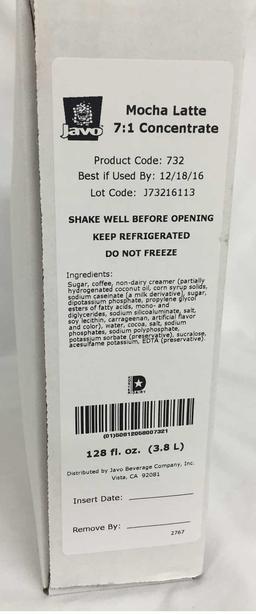 Javo
Mocha Latte
7:1 Concentrate
Product Code: 732
Best if Used By: 12/18/16
Lot Code: J73216113
SHAKE WELL BEFORE OPENING
KEEP REFRIGERATED
DO NOT FREEZE
Ingredients:
Sugar, coffee, non-dairy creamer (partially
hydrogenated coconut oil, corn syrup solids,
sodium caseinate [a milk derivative], sugar,
dipotassium phosphate, propylene glycol
esters of fatty acids, mono- and
diglycerides, sodium silicoaluminate, salt,
soy lecithin, carrageenan, artificial flavor
and color), water, cocoa, salt, sodium
phosphates, sodium polyphosphate,
potassium sorbate (preservative), sucralose,
acesulfame potassium, EDTA (preservative).
D
128 fl. oz. (3.8 L)
Distributed by Javo Beverage Company, Inc.
Vista, CA 92081
Insert Date:
Remove By:
2767